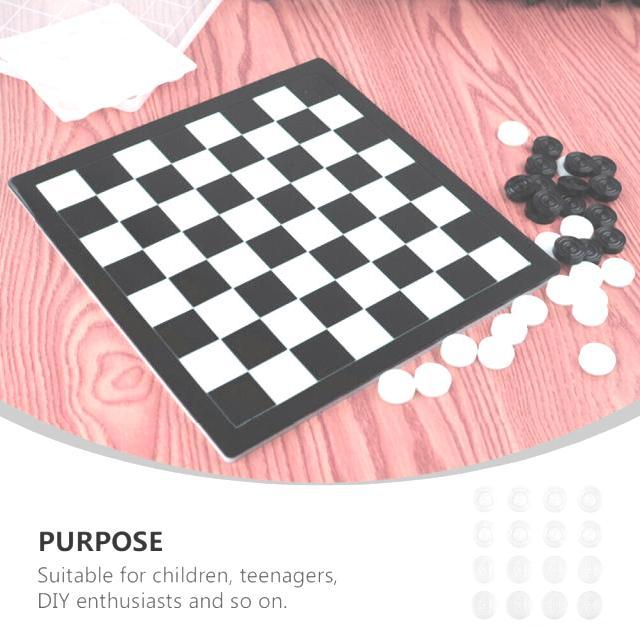 PURPOSE
Suitable for children, teenagers,
DIY enthusiasts and so on.